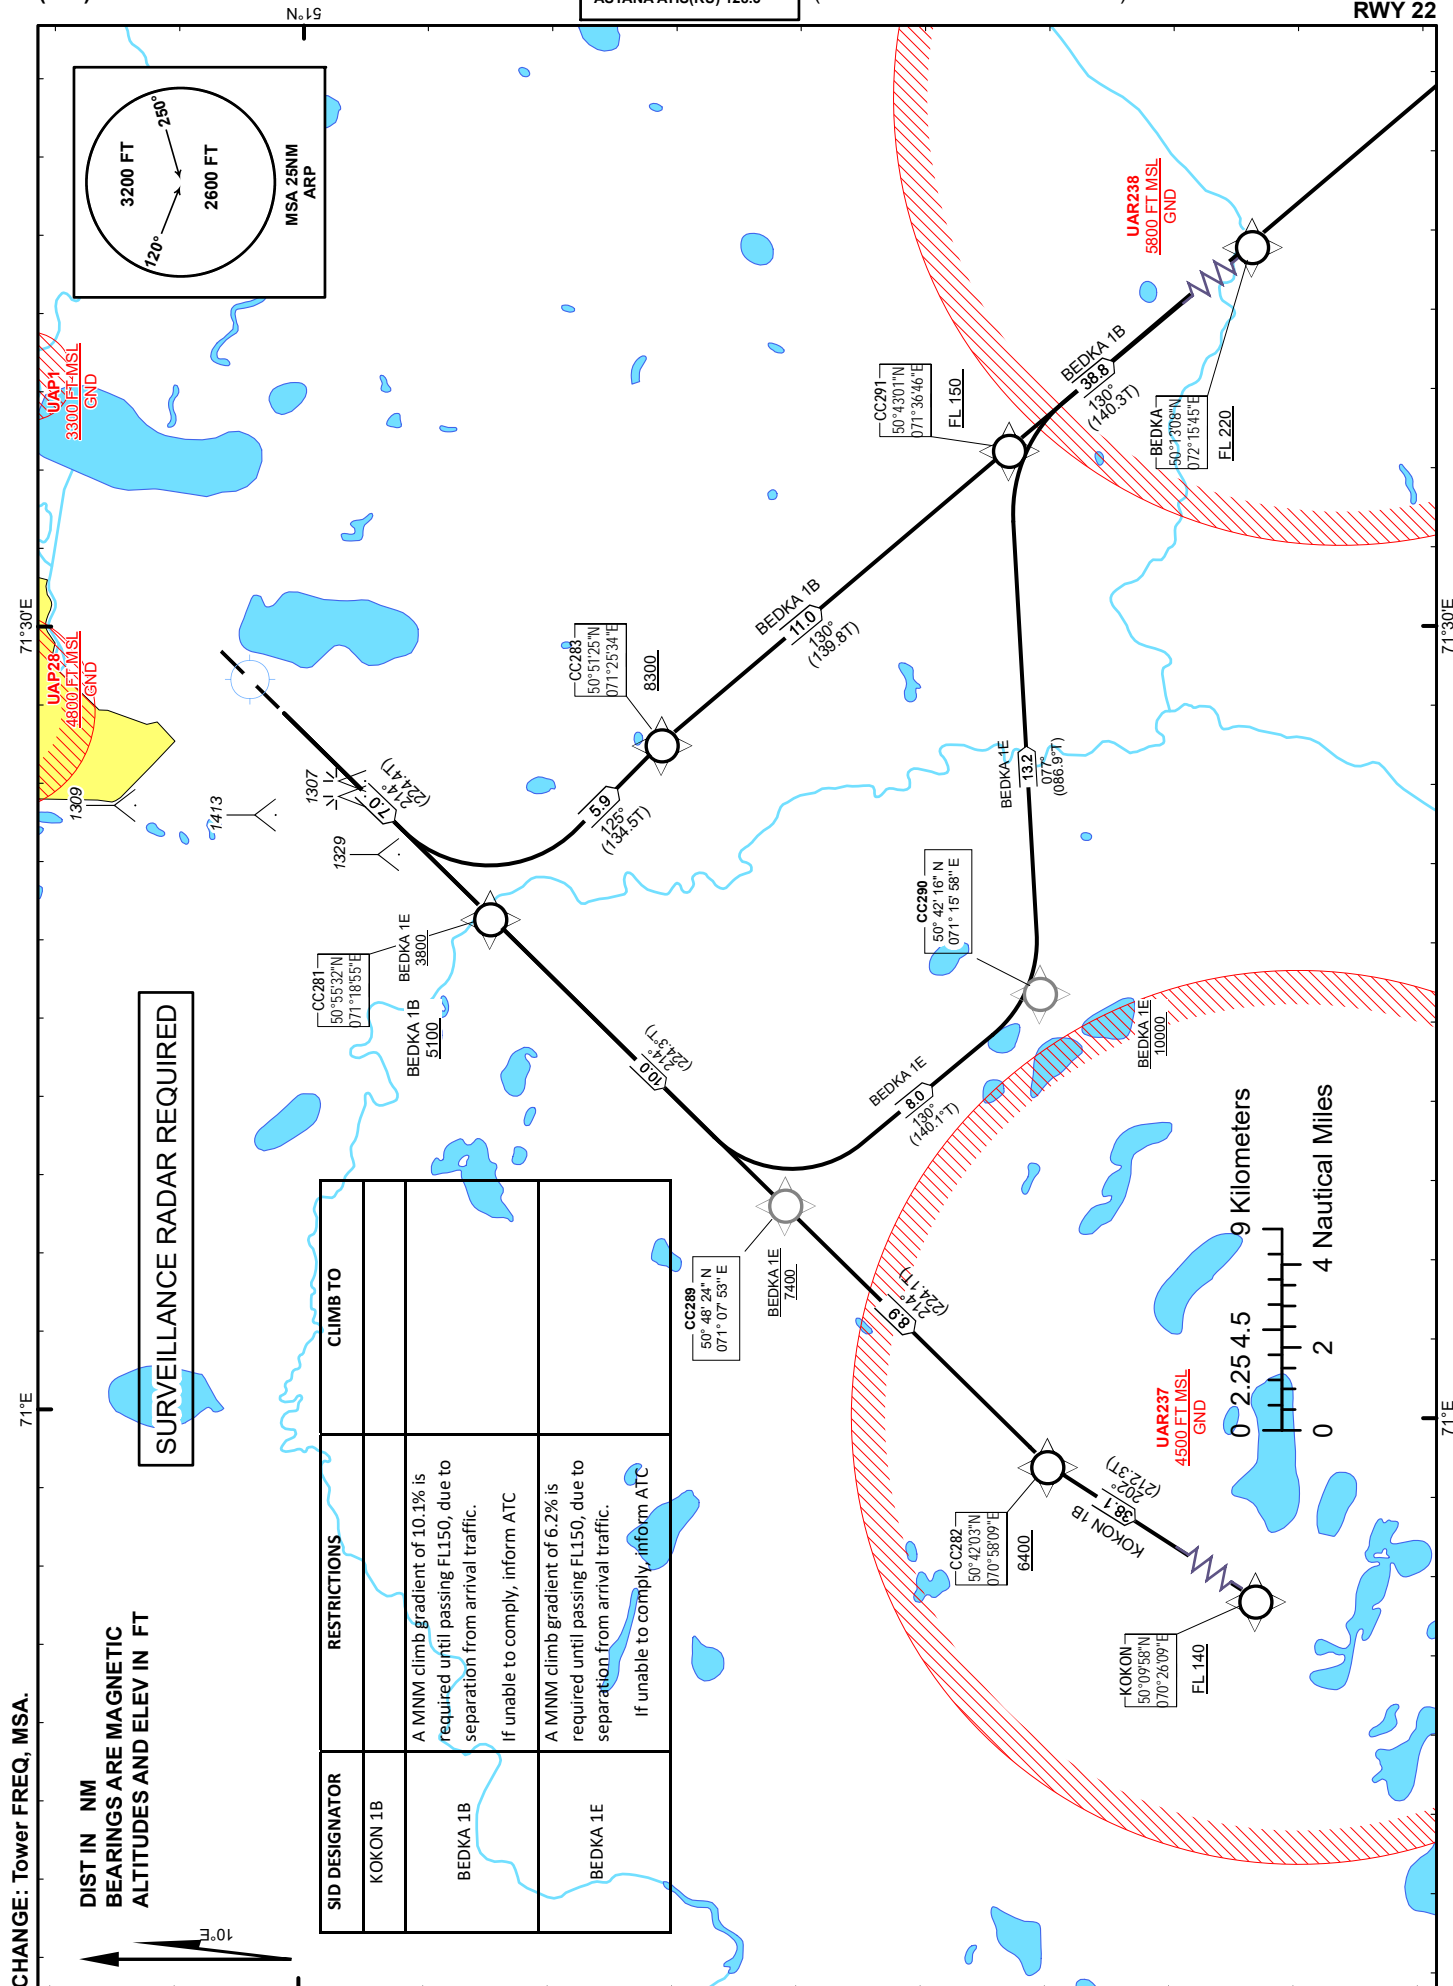 ASTANA ATIS(RU) 126.6
RWY 22
CHANGE: Tower FREQ, MSA.
DIST IN NM
BEARINGS ARE MAGNETIC
ALTITUDES AND ELEV IN FT
10°E
SURVEILLANCE RADAR REQUIRED
51°N
71°E
71°30'E
71°E
71°30'E
3200 FT
2600 FT
120°
250°
MSA 25NM
ARP
UAP28
4800 FT MSL
GND
UAP1
3300 FT MSL
GND
1309
1413
1307
1329
7.0
214°
(224.4T)
CC281
50°55'32"N
071°18'55"E
BEDKA 1E
3800
BEDKA 1B
5100
5.9
125°
(134.5T)
CC283
50°51'25"N
071°25'34"E
8300
BEDKA 1B
11.0
130°
(139.8T)
CC291
50°43'01"N
071°36'46"E
FL 150
BEDKA 1B
38.8
130°
(140.3T)
BEDKA
50°13'08"N
072°15'45"E
FL 220
UAR238
5800 FT MSL
GND
10.0
214°
(224.3°T)
CC289
50° 48' 24" N
071° 07' 53" E
BEDKA 1E
7400
BEDKA 1E
8.0
130°
(140.1°T)
CC290
50° 42' 16" N
071° 15' 58" E
BEDKA 1E
10000
BEDKA 1E
13.2
077°
(086.9°T)
8.9
214°
(224.1T)
CC282
50°42'03"N
070°58'09"E
6400
KOKON 1B
38.1
202°
(212.3T)
KOKON
50°09'58"N
070°26'09"E
FL 140
UAR237
4500 FT MSL
GND
0 2.25 4.5 9 Kilometers
0 2 4 Nautical Miles
SID DESIGNATOR RESTRICTIONS CLIMB TO
KOKON 1B
BEDKA 1B
A MNM climb gradient of 10.1% is
required until passing FL150, due to
separation from arrival traffic.
If unable to comply, inform ATC
BEDKA 1E
A MNM climb gradient of 6.2% is
required until passing FL150, due to
separation from arrival traffic.
If unable to comply, inform ATC